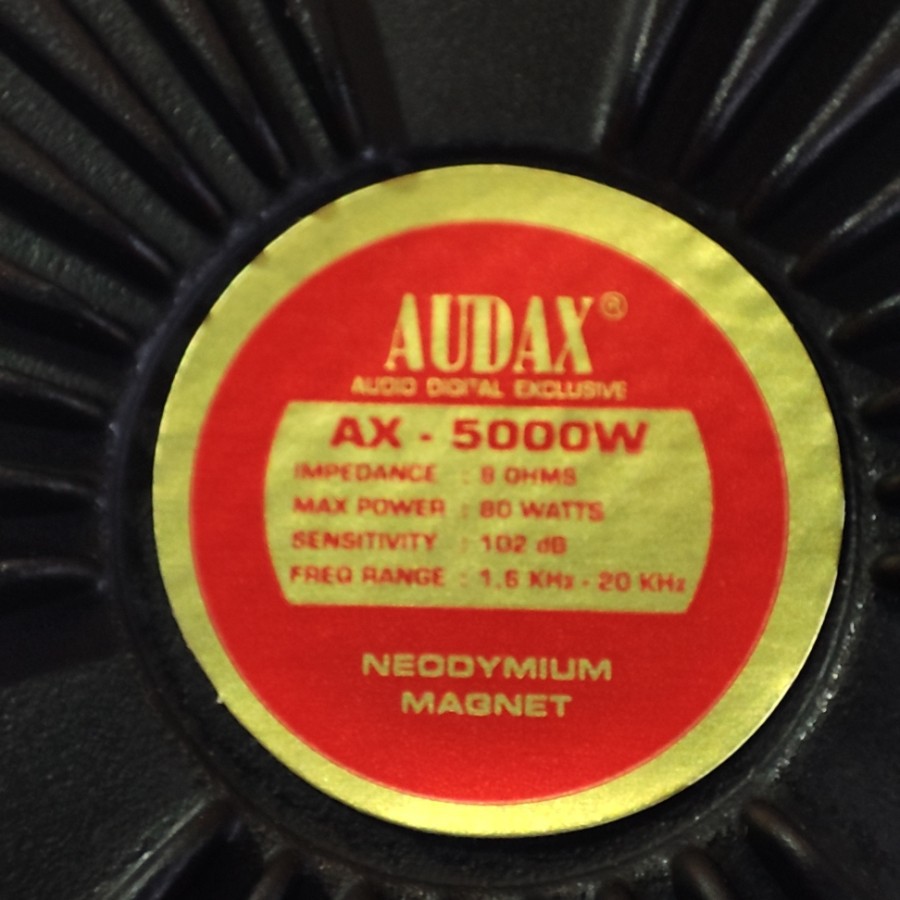 AUDAX®
AUDIO DIGITAL EXCLUSIVE
AX - 5000W
IMPEDANCE : 8 OHMS
MAX POWER : 80 WATTS
SENSITIVITY : 102 dB
FREQ RANGE : 1.6 KHz - 20 KHz
NEODYMIUM
MAGNET